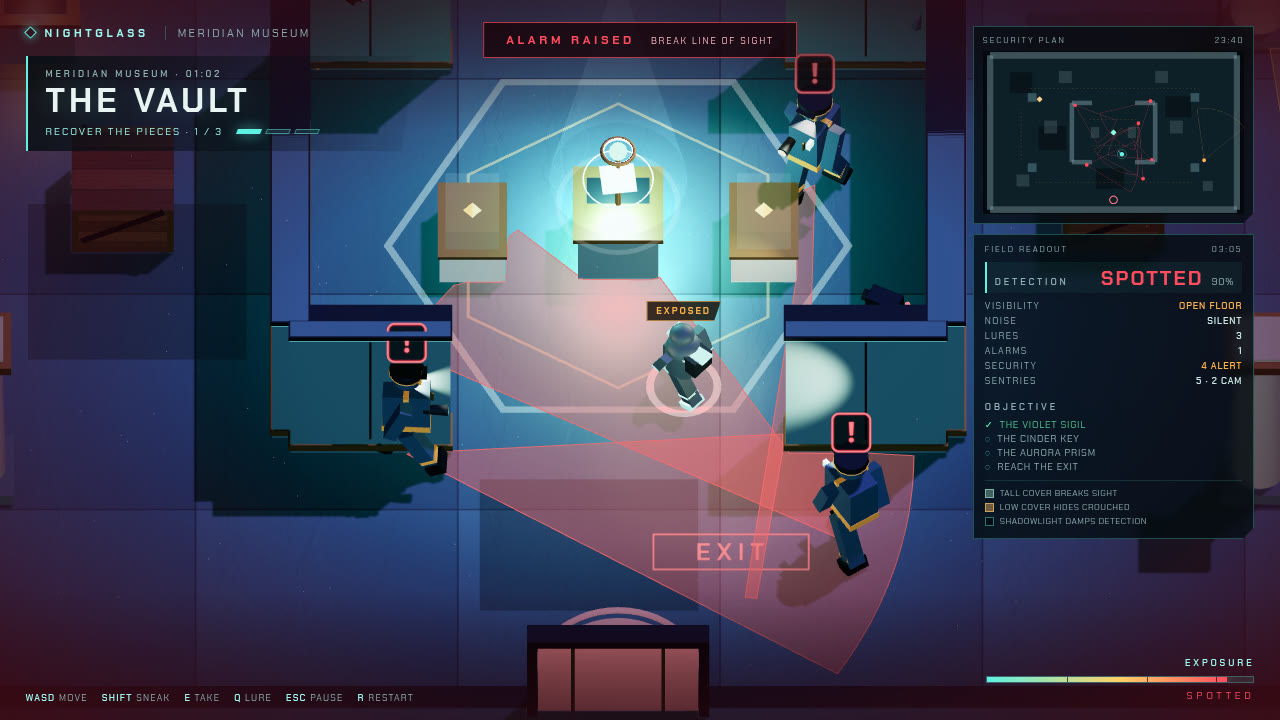 NIGHTGLASS MERIDIAN MUSEUM
MERIDIAN MUSEUM · 01:02
THE VAULT
RECOVER THE PIECES · 1 / 3
ALARM RAISED BREAK LINE OF SIGHT
!
!
!
EXPOSED
EXIT
SECURITY PLAN 23:40
FIELD READOUT 03:05
DETECTION SPOTTED 90%
VISIBILITY OPEN FLOOR
NOISE SILENT
LURES 3
ALARMS 1
SECURITY 4 ALERT
SENTRIES 5 · 2 CAM
OBJECTIVE
✓ THE VIOLET SIGIL
○ THE CINDER KEY
○ THE AURORA PRISM
○ REACH THE EXIT
TALL COVER BREAKS SIGHT
LOW COVER HIDES CROUCHED
SHADOWLIGHT DAMPS DETECTION
EXPOSURE
SPOTTED
WASD MOVE SHIFT SNEAK E TAKE Q LURE ESC PAUSE R RESTART